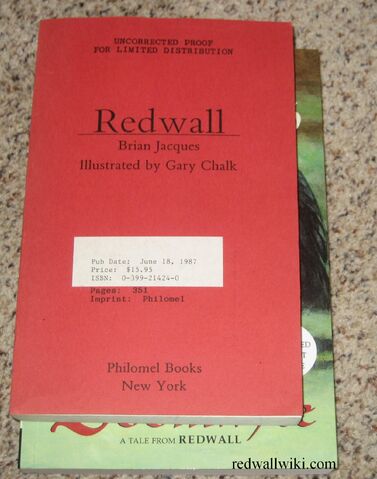 UNCORRECTED PROOF
FOR LIMITED DISTRIBUTION
Redwall
Brian Jacques
Illustrated by Gary Chalk
Pub Date: June 18, 1987
Price: $15.95
ISBN: 0-399-21424-0
Pages: 351
Imprint: Philomel
Philomel Books
New York
A TALE FROM REDWALL
redwallwiki.com